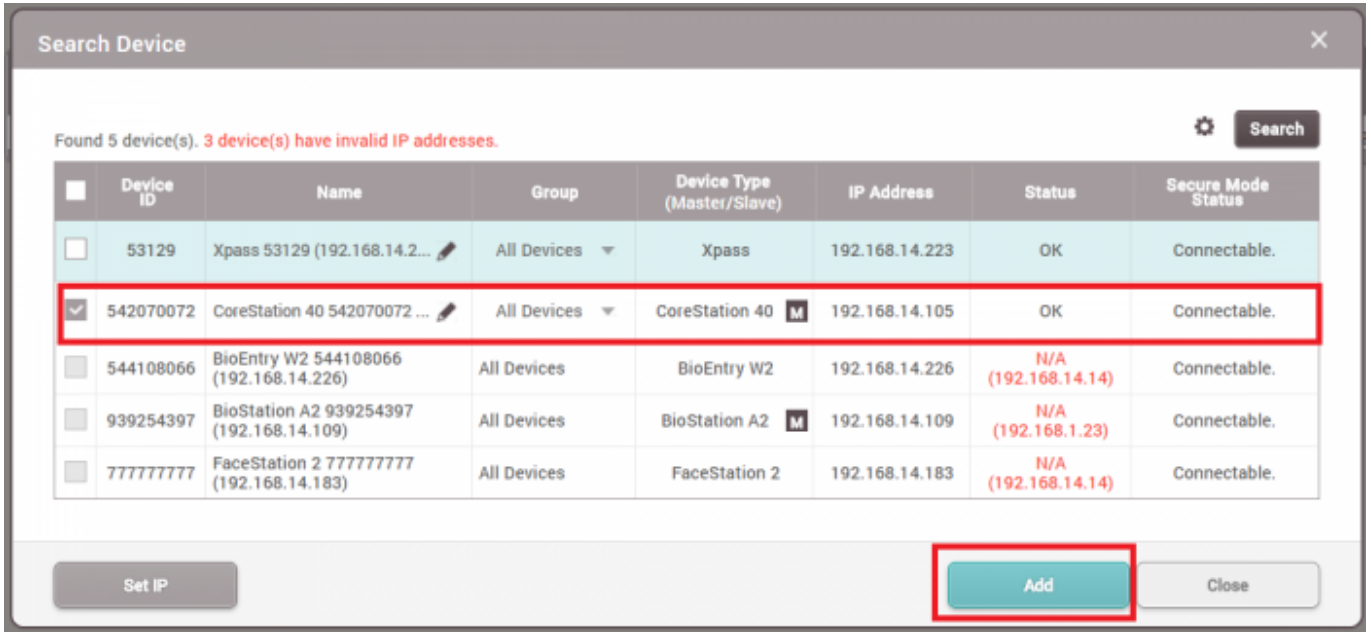 Search Device
Found 5 device(s). 3 device(s) have invalid IP addresses.
Search
Device ID Name Group Device Type (Master/Slave) IP Address Status Secure Mode Status
53129 Xpass 53129 (192.168.14.2... All Devices Xpass 192.168.14.223 OK Connectable.
542070072 CoreStation 40 542070072 ... All Devices CoreStation 40 M 192.168.14.105 OK Connectable.
544108066 BioEntry W2 544108066 (192.168.14.226) All Devices BioEntry W2 192.168.14.226 N/A (192.168.14.14) Connectable.
939254397 BioStation A2 939254397 (192.168.14.109) All Devices BioStation A2 M 192.168.14.109 N/A (192.168.1.23) Connectable.
777777777 FaceStation 2 777777777 (192.168.14.183) All Devices FaceStation 2 192.168.14.183 N/A (192.168.14.14) Connectable.
Set IP Add Close